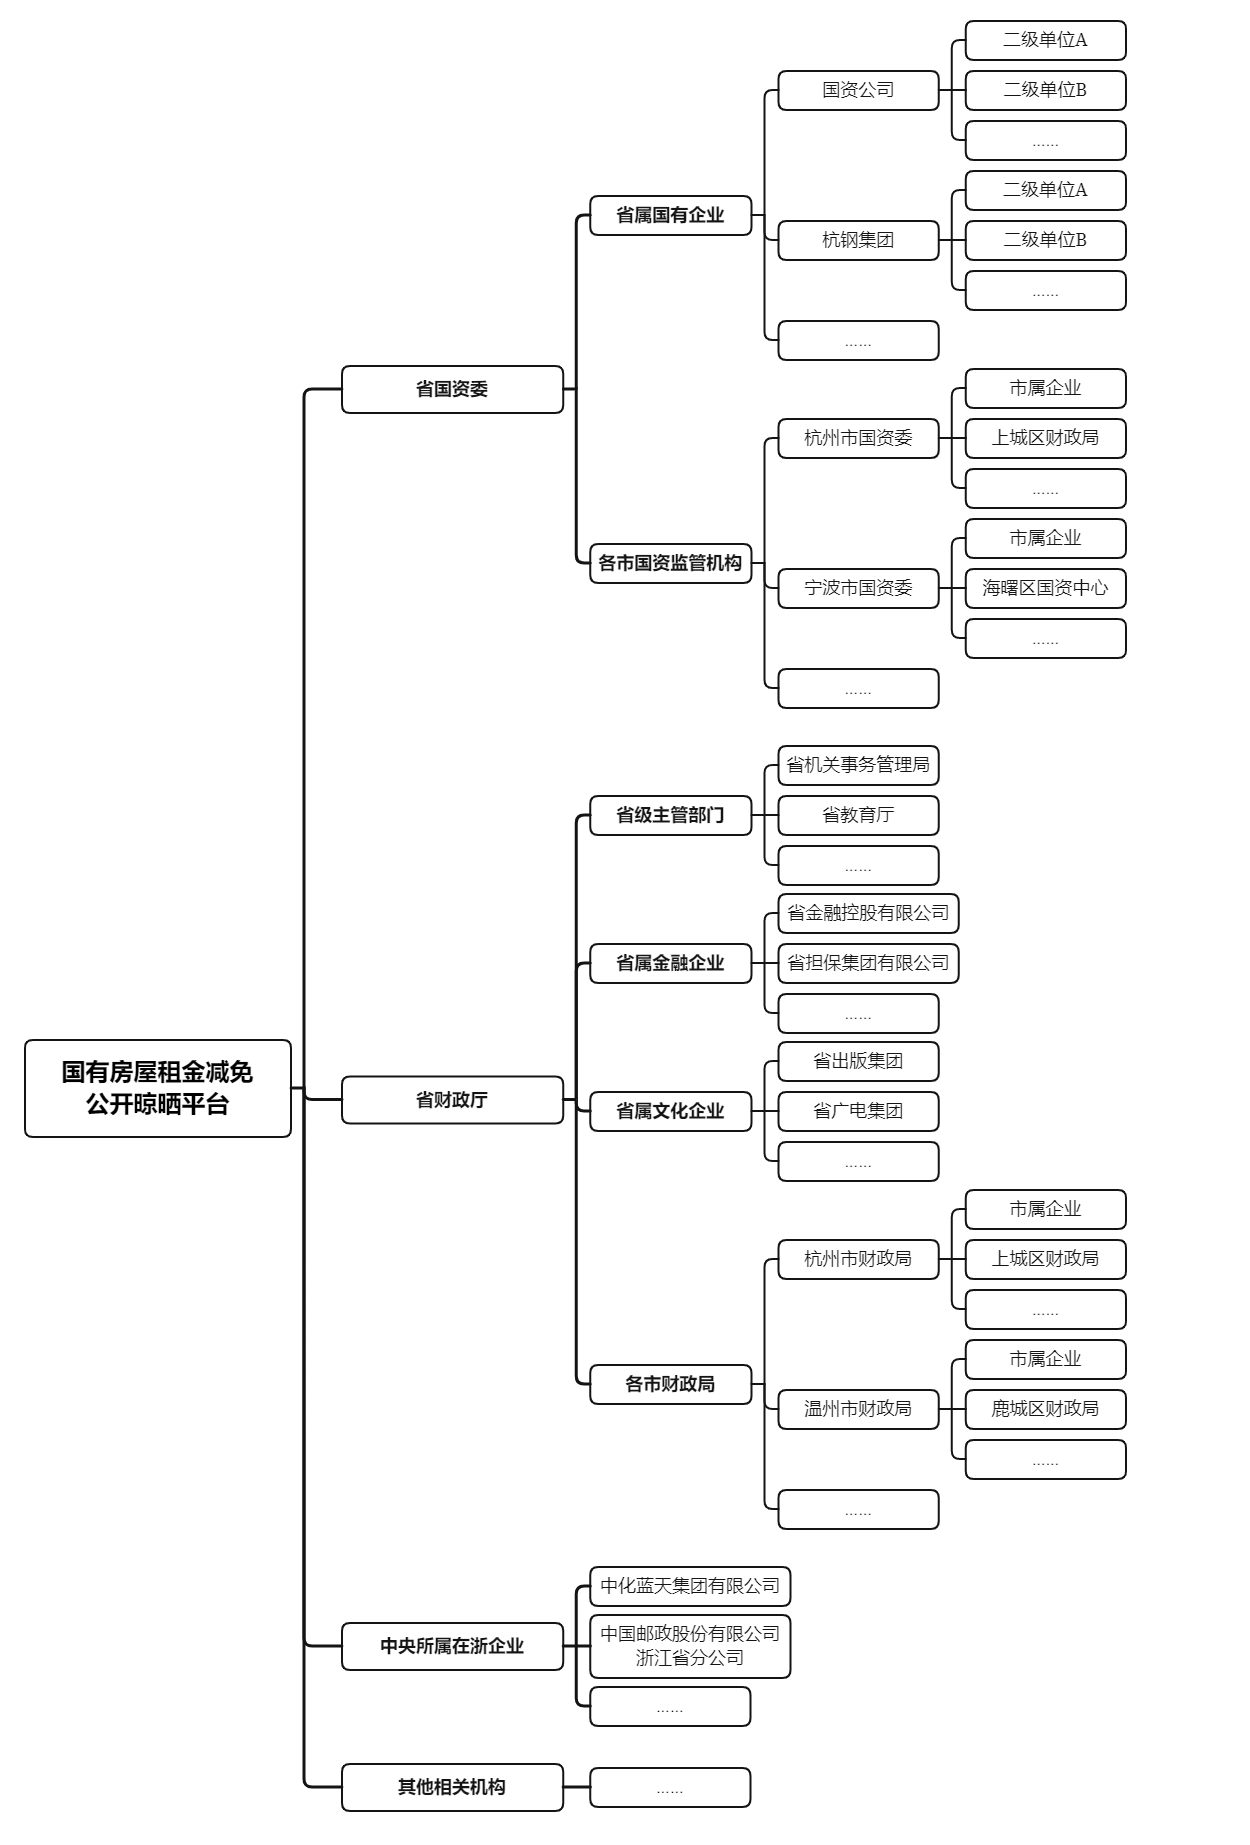 国有房屋租金减免
公开晾晒平台
省国资委
省属国有企业
国资公司
二级单位A
二级单位B
......
杭钢集团
二级单位A
二级单位B
......
......
各市国资监管机构
杭州市国资委
市属企业
上城区财政局
......
宁波市国资委
市属企业
海曙区国资中心
......
......
省财政厅
省级主管部门
省机关事务管理局
省教育厅
......
省属金融企业
省金融控股有限公司
省担保集团有限公司
......
省属文化企业
省出版集团
省广电集团
......
各市财政局
杭州市财政局
市属企业
上城区财政局
......
温州市财政局
市属企业
鹿城区财政局
......
......
中央所属在浙企业
中化蓝天集团有限公司
中国邮政股份有限公司
浙江省分公司
......
其他相关机构
......